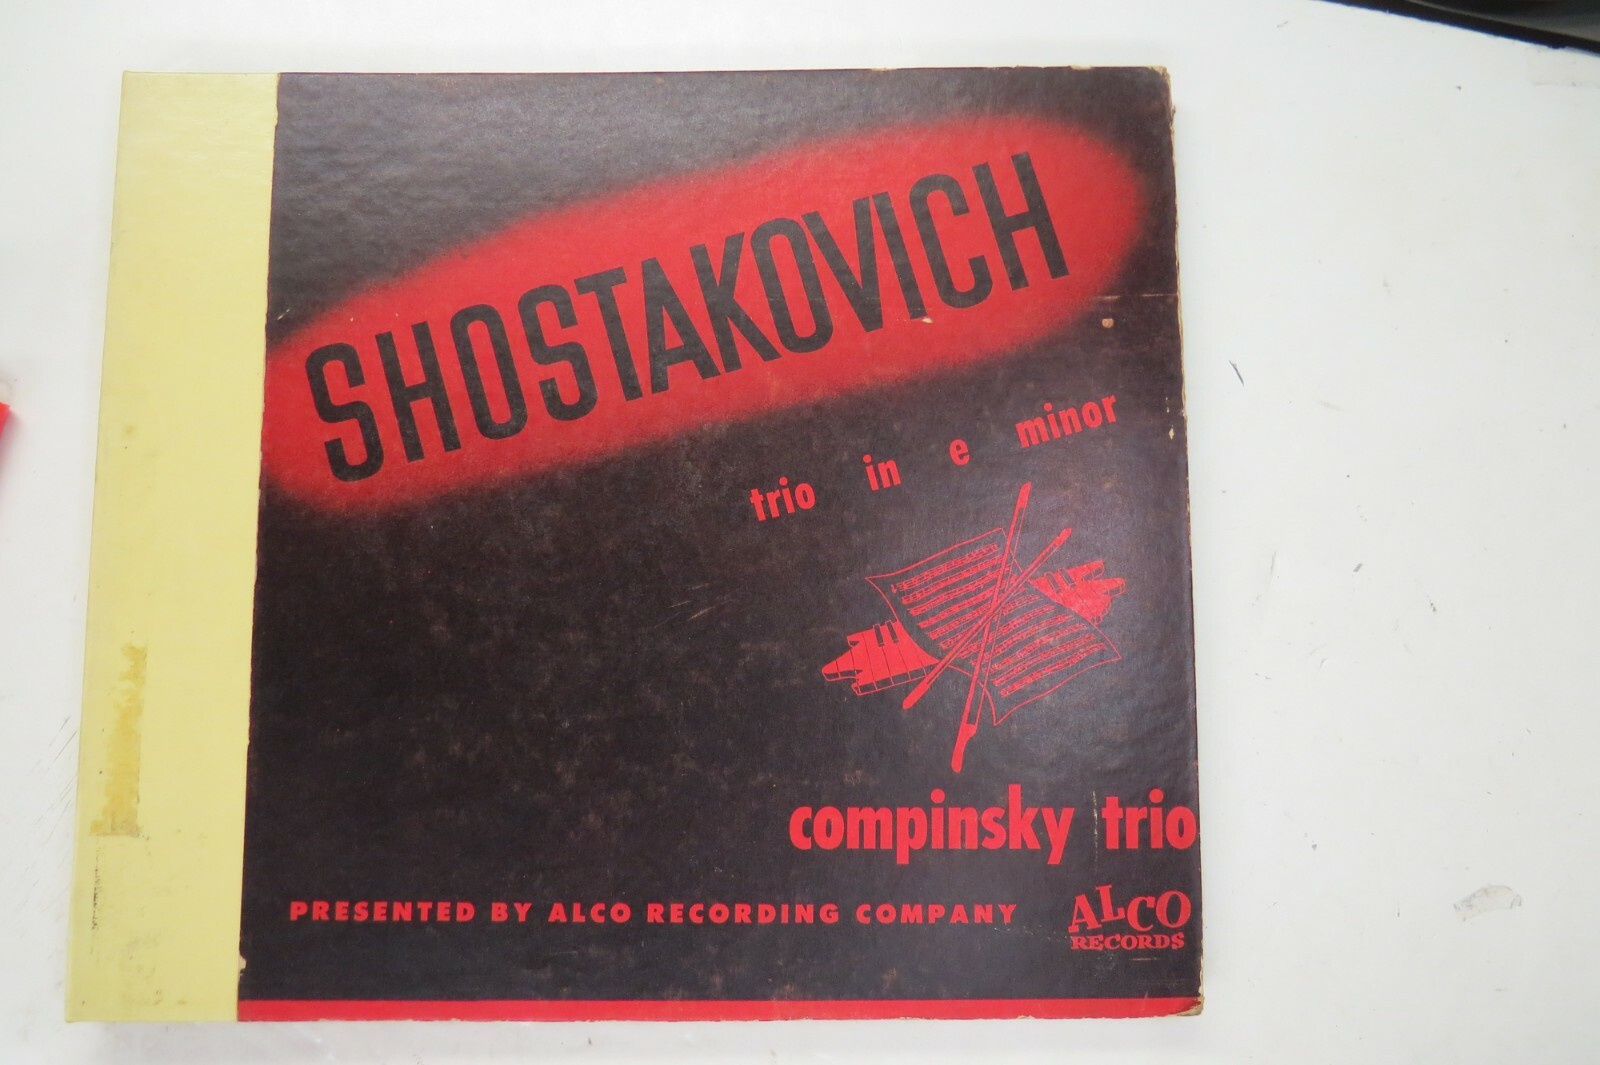 SHOSTAKOVICH
trio in e minor
compinsky trio
PRESENTED BY ALCO RECORDING COMPANY
ALCO
RECORDS